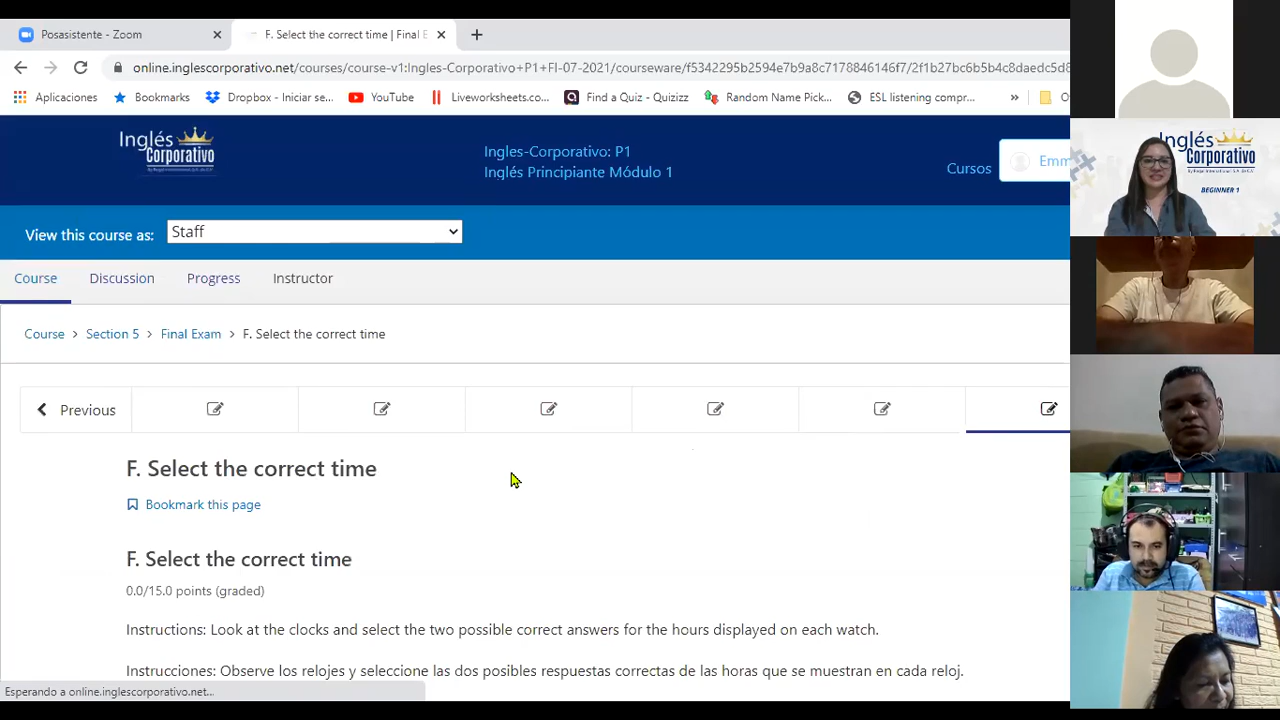 Posasistente - Zoom
F. Select the correct time | Final E
online.inglescorporativo.net/courses/course-v1:Ingles-Corporativo+P1+FI-07-2021/courseware/f5342295b2594e7b9a8c7178846146f7/2f1b27bc6b5b4c8daedc5d8
Aplicaciones
Bookmarks
Dropbox - Iniciar se...
YouTube
Liveworksheets.co...
Find a Quiz - Quizizz
Random Name Pick...
ESL listening compr...
»
Inglés
Corporativo
Ingles-Corporativo: P1
Inglés Principiante Módulo 1
Cursos
Emm
View this course as:
Staff
Course
Discussion
Progress
Instructor
Course > Section 5 > Final Exam > F. Select the correct time
Previous
F. Select the correct time
Bookmark this page
F. Select the correct time
0.0/15.0 points (graded)
Instructions: Look at the clocks and select the two possible correct answers for the hours displayed on each watch.
Instrucciones: Observe los relojes y seleccione las dos posibles respuestas correctas de las horas que se muestran en cada reloj.
Esperando a online.inglescorporativo.net...
Inglés
Corporativo
BEGINNER 1